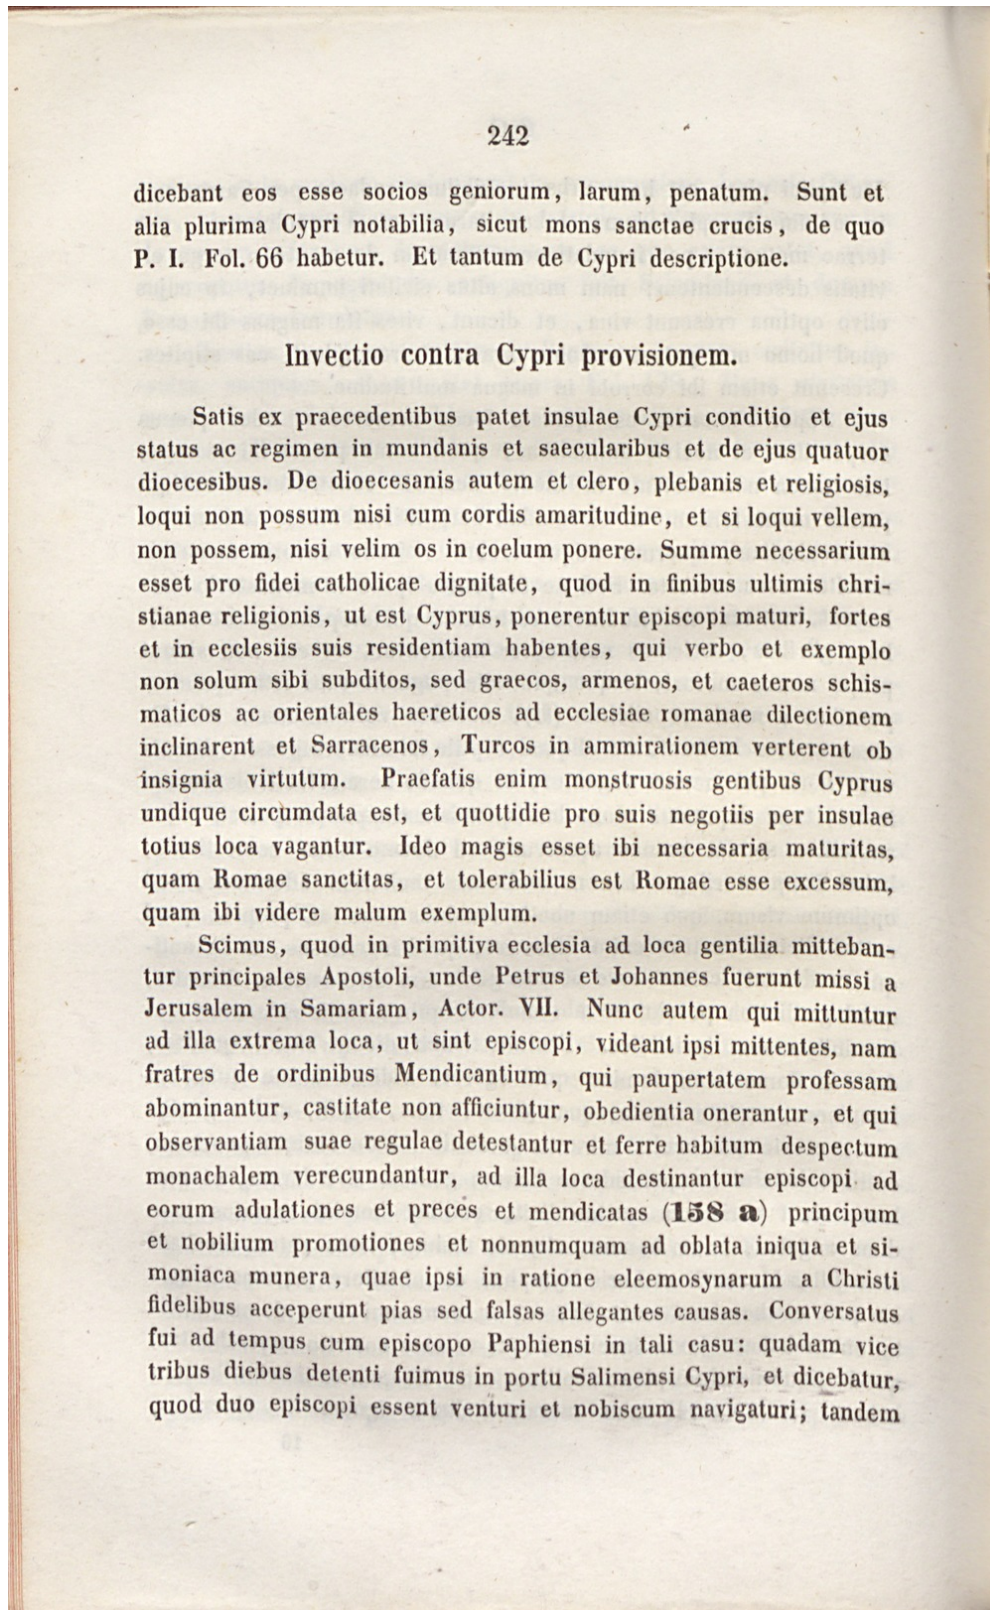 242
dicebant eos esse socios geniorum, larum, penatum. Sunt et
alia plurima Cypri notabilia, sicut mons sanctae crucis, de quo
P. I. Fol. 66 habetur. Et tantum de Cypri descriptione.
Invectio contra Cypri provisionem.
Satis ex praecedentibus patet insulae Cypri conditio et ejus
status ac regimen in mundanis et saecularibus et de ejus quatuor
dioecesibus. De dioecesanis autem et clero, plebanis et religiosis,
loqui non possum nisi cum cordis amaritudine, et si loqui vellem,
non possem, nisi velim os in coelum ponere. Summe necessarium
esset pro fidei catholicae dignitate, quod in finibus ultimis chri-
stianae religionis, ut est Cyprus, ponerentur episcopi maturi, fortes
et in ecclesiis suis residentiam habentes, qui verbo et exemplo
non solum sibi subditos, sed graecos, armenos, et caeteros schis-
maticos ac orientales haereticos ad ecclesiae romanae dilectionem
inclinarent et Sarracenos, Turcos in ammirationem verterent ob
insignia virtutum. Praefatis enim monstruosis gentibus Cyprus
undique circumdata est, et quottidie pro suis negotiis per insulae
totius loca vagantur. Ideo magis esset ibi necessaria maturitas,
quam Romae sanctitas, et tolerabilius est Romae esse excessum,
quam ibi videre malum exemplum.
Scimus, quod in primitiva ecclesia ad loca gentilia mitteban-
tur principales Apostoli, unde Petrus et Johannes fuerunt missi a
Jerusalem in Samariam, Actor. VII. Nunc autem qui mittuntur
ad illa extrema loca, ut sint episcopi, videant ipsi mittentes, nam
fratres de ordinibus Mendicantium, qui paupertatem professam
abominantur, castitate non afficiuntur, obedientia onerantur, et qui
observantiam suae regulae detestantur et ferre habitum despectum
monachalem verecundantur, ad illa loca destinantur episcopi ad
eorum adulationes et preces et mendicatas (158 a) principum
et nobilium promotiones et nonnumquam ad oblata iniqua et si-
moniaca munera, quae ipsi in ratione eleemosynarum a Christi
fidelibus acceperunt pias sed falsas allegantes causas. Conversatus
fui ad tempus cum episcopo Paphiensi in tali casu: quadam vice
tribus diebus detenti fuimus in portu Salimensi Cypri, et dicebatur,
quod duo episcopi essent venturi et nobiscum navigaturi; tandem